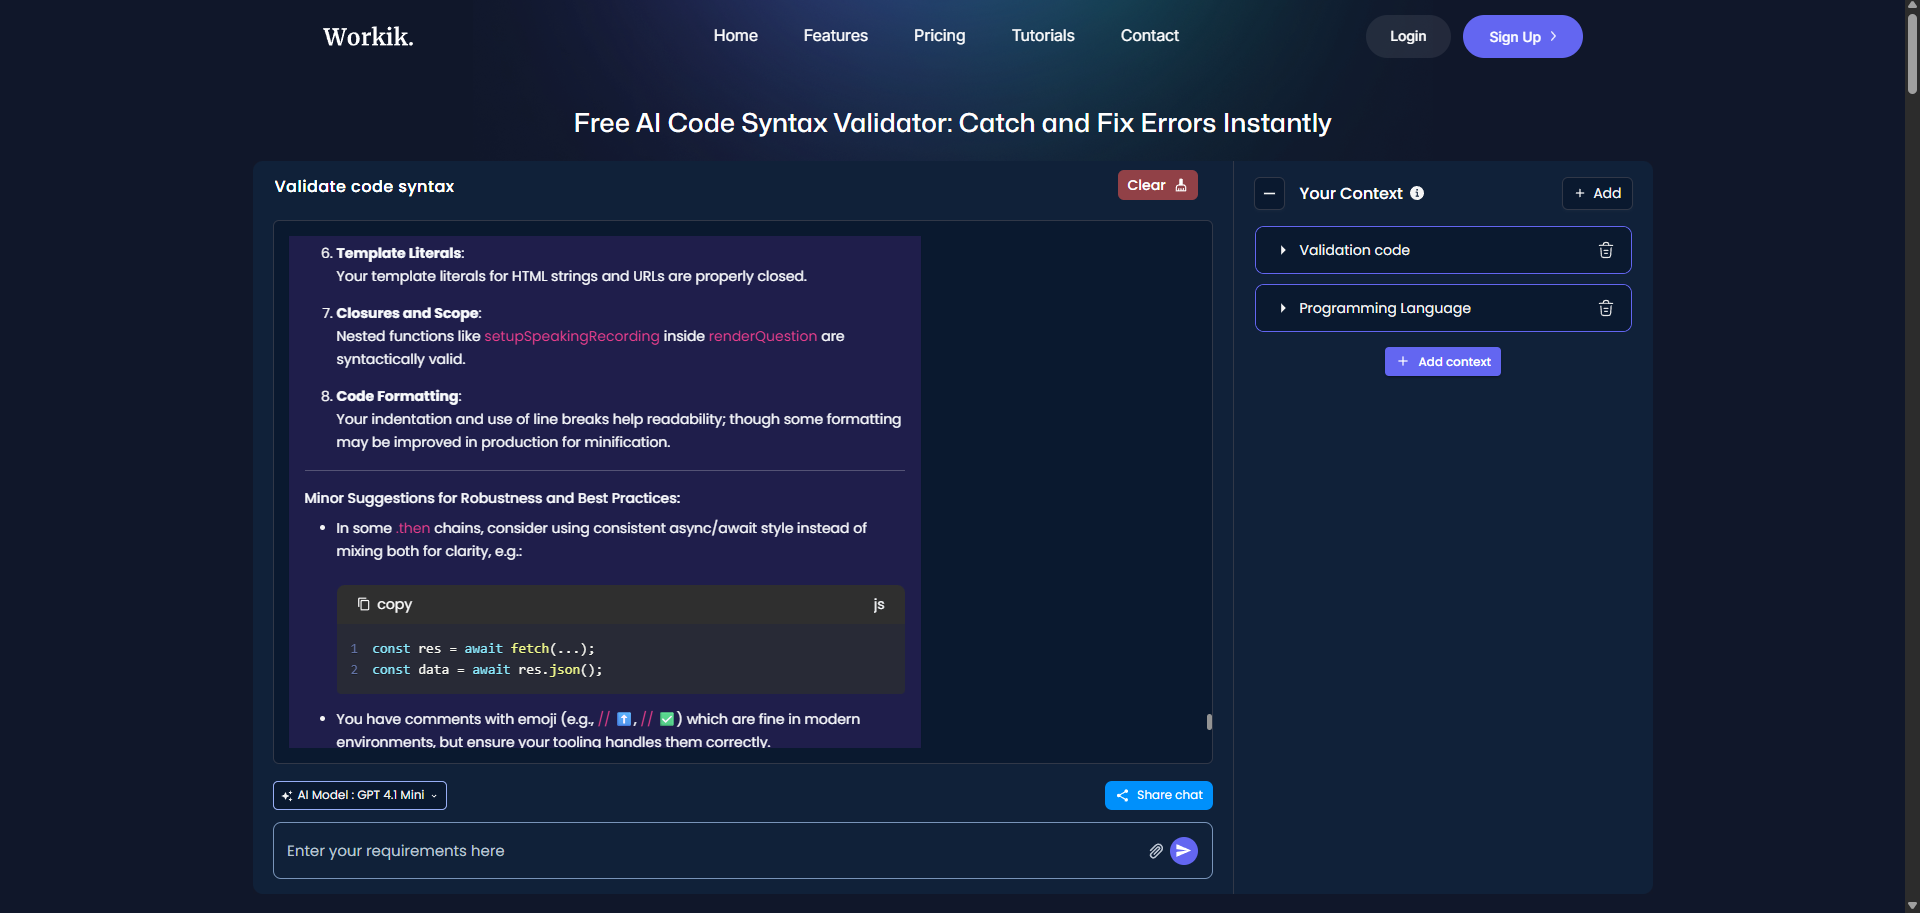 Workik.
Home
Features
Pricing
Tutorials
Contact
Login
Sign Up
Free AI Code Syntax Validator: Catch and Fix Errors Instantly
Validate code syntax
Clear
6. Template Literals:
Your template literals for HTML strings and URLs are properly closed.
7. Closures and Scope:
Nested functions like setupSpeakingRecording inside renderQuestion are
syntactically valid.
8. Code Formatting:
Your indentation and use of line breaks help readability; though some formatting
may be improved in production for minification.
Minor Suggestions for Robustness and Best Practices:
• In some .then chains, consider using consistent async/await style instead of
mixing both for clarity, e.g.:
copy
js
1 const res = await fetch(...);
2 const data = await res.json();
• You have comments with emoji (e.g., // ⬆️, // ✅) which are fine in modern
environments, but ensure your tooling handles them correctly.
AI Model : GPT 4.1 Mini
Share chat
Enter your requirements here
Your Context
+ Add
Validation code
Programming Language
+ Add context